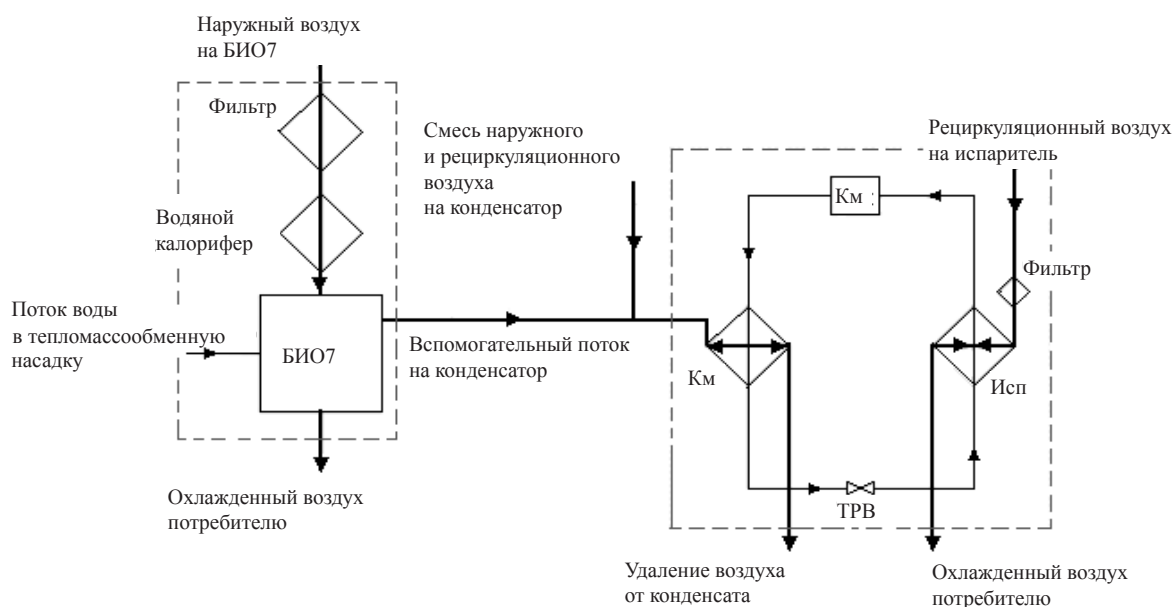 Наружный воздух
на БИО7
Фильтр
Водяной
калорифер
Поток воды
в тепломассообменную
насадку
БИО7
Охлажденный воздух
потребителю
Смесь наружного
и рециркуляционного
воздуха
на конденсатор
Вспомогательный поток
на конденсатор
Рециркуляционный воздух
на испаритель
Км
Фильтр
Км
Исп
ТРВ
Удаление воздуха
от конденсата
Охлажденный воздух
потребителю